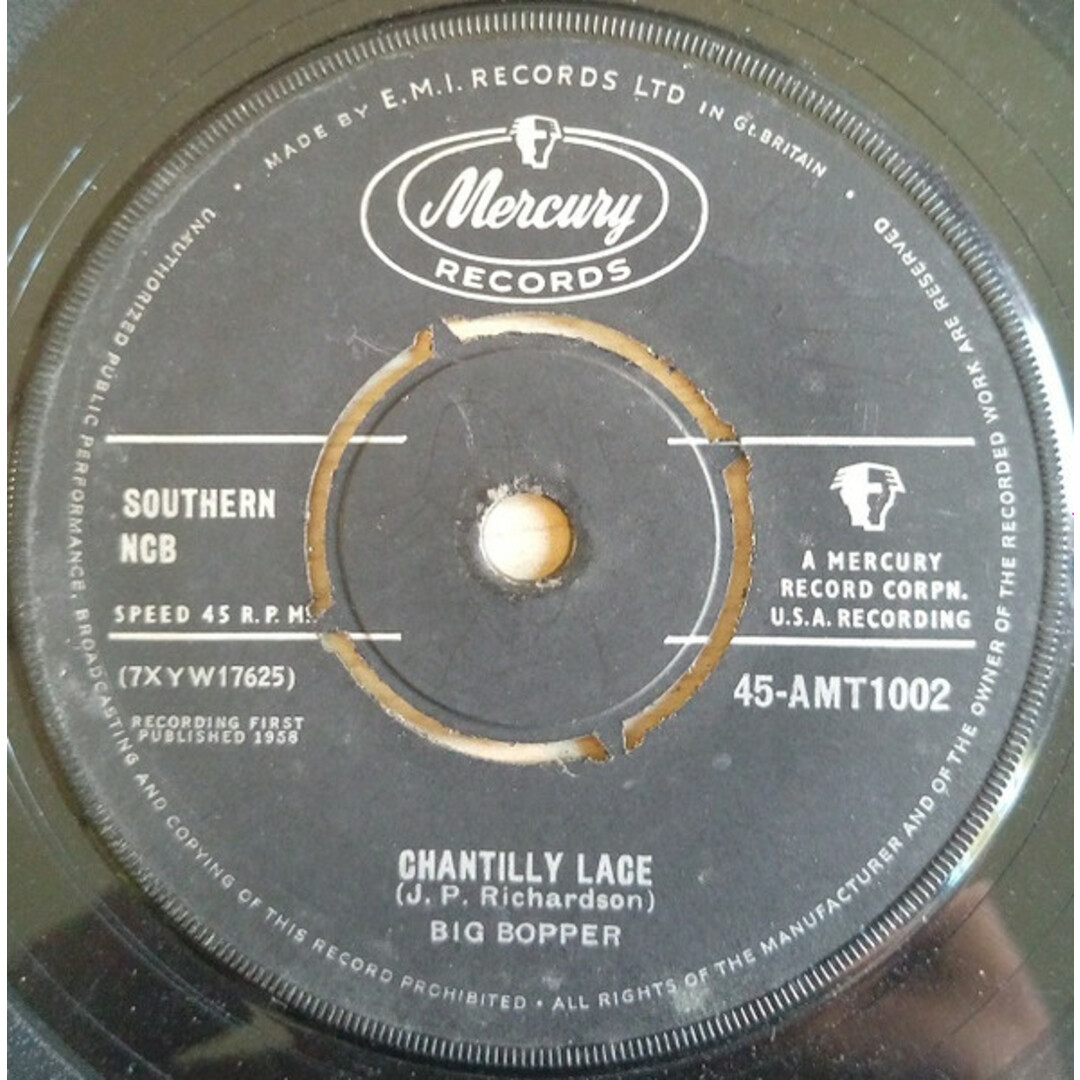 MADE BY E.M.I. RECORDS LTD IN Gt. BRITAIN
Mercury
RECORDS
SOUTHERN
NCB
SPEED 45 R.P.M.
(7XYW17625)
RECORDING FIRST
PUBLISHED 1958
A MERCURY
RECORD CORPN.
U.S.A. RECORDING
45-AMT1002
CHANTILLY LACE
(J. P. Richardson)
BIG BOPPER
UNAUTHORIZED PUBLIC PERFORMANCE, BROADCASTING AND COPYING OF THIS RECORD PROHIBITED • ALL RIGHTS OF THE MANUFACTURER AND OF THE OWNER OF THE RECORDED WORK ARE RESERVED